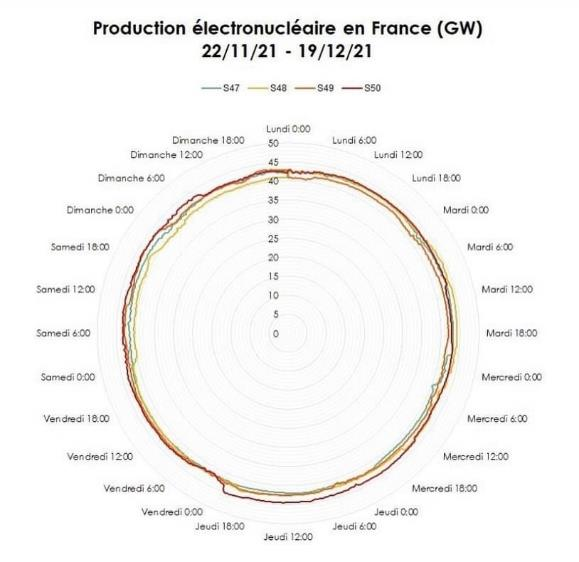 Production électronucléaire en France (GW)
22/11/21 - 19/12/21
S47 S48 S49 S50
Lundi 0:00
Lundi 6:00
Lundi 12:00
Lundi 18:00
Mardi 0:00
Mardi 6:00
Mardi 12:00
Mardi 18:00
Mercredi 0:00
Mercredi 6:00
Mercredi 12:00
Mercredi 18:00
Jeudi 0:00
Jeudi 6:00
Jeudi 12:00
Jeudi 18:00
Vendredi 0:00
Vendredi 6:00
Vendredi 12:00
Vendredi 18:00
Samedi 0:00
Samedi 6:00
Samedi 12:00
Samedi 18:00
Dimanche 0:00
Dimanche 6:00
Dimanche 12:00
Dimanche 18:00
50
45
40
35
30
25
20
15
10
5
0